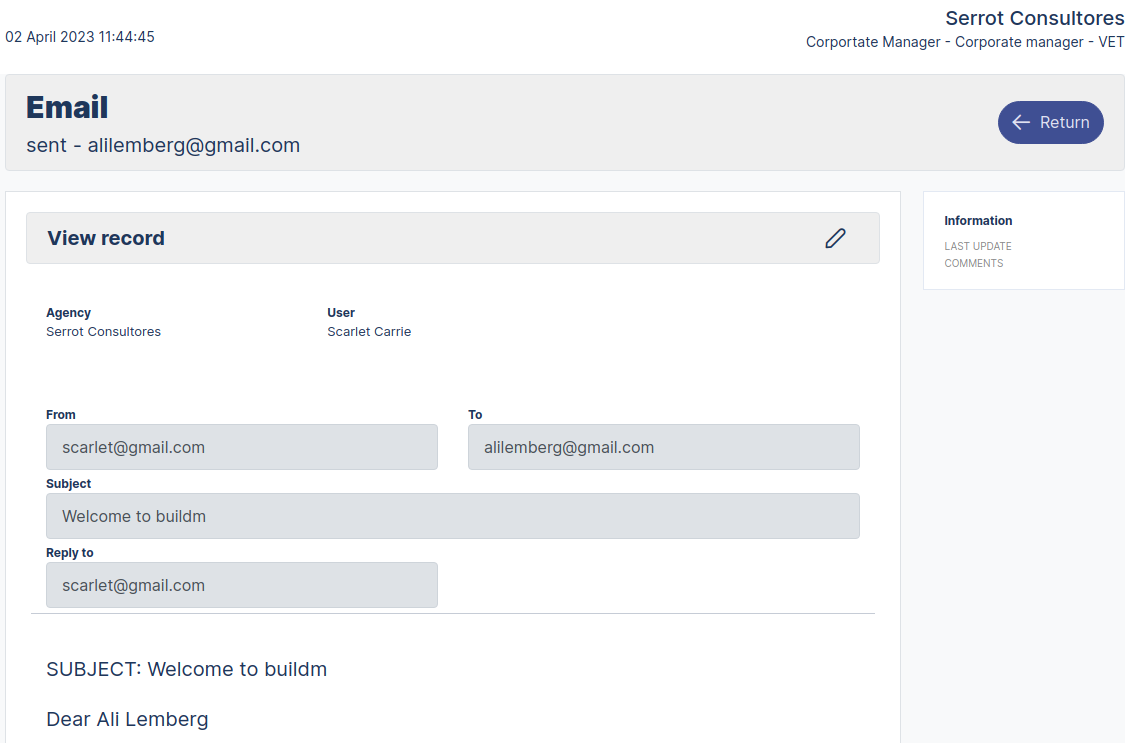 Serrot Consultores
02 April 2023 11:44:45
Corportate Manager - Corporate manager - VET
Email
sent - alilemberg@gmail.com
Return
View record
Information
LAST UPDATE
COMMENTS
Agency
User
Serrot Consultores
Scarlet Carrie
From
To
scarlet@gmail.com
alilemberg@gmail.com
Subject
Welcome to buildm
Reply to
scarlet@gmail.com
SUBJECT: Welcome to buildm
Dear Ali Lemberg